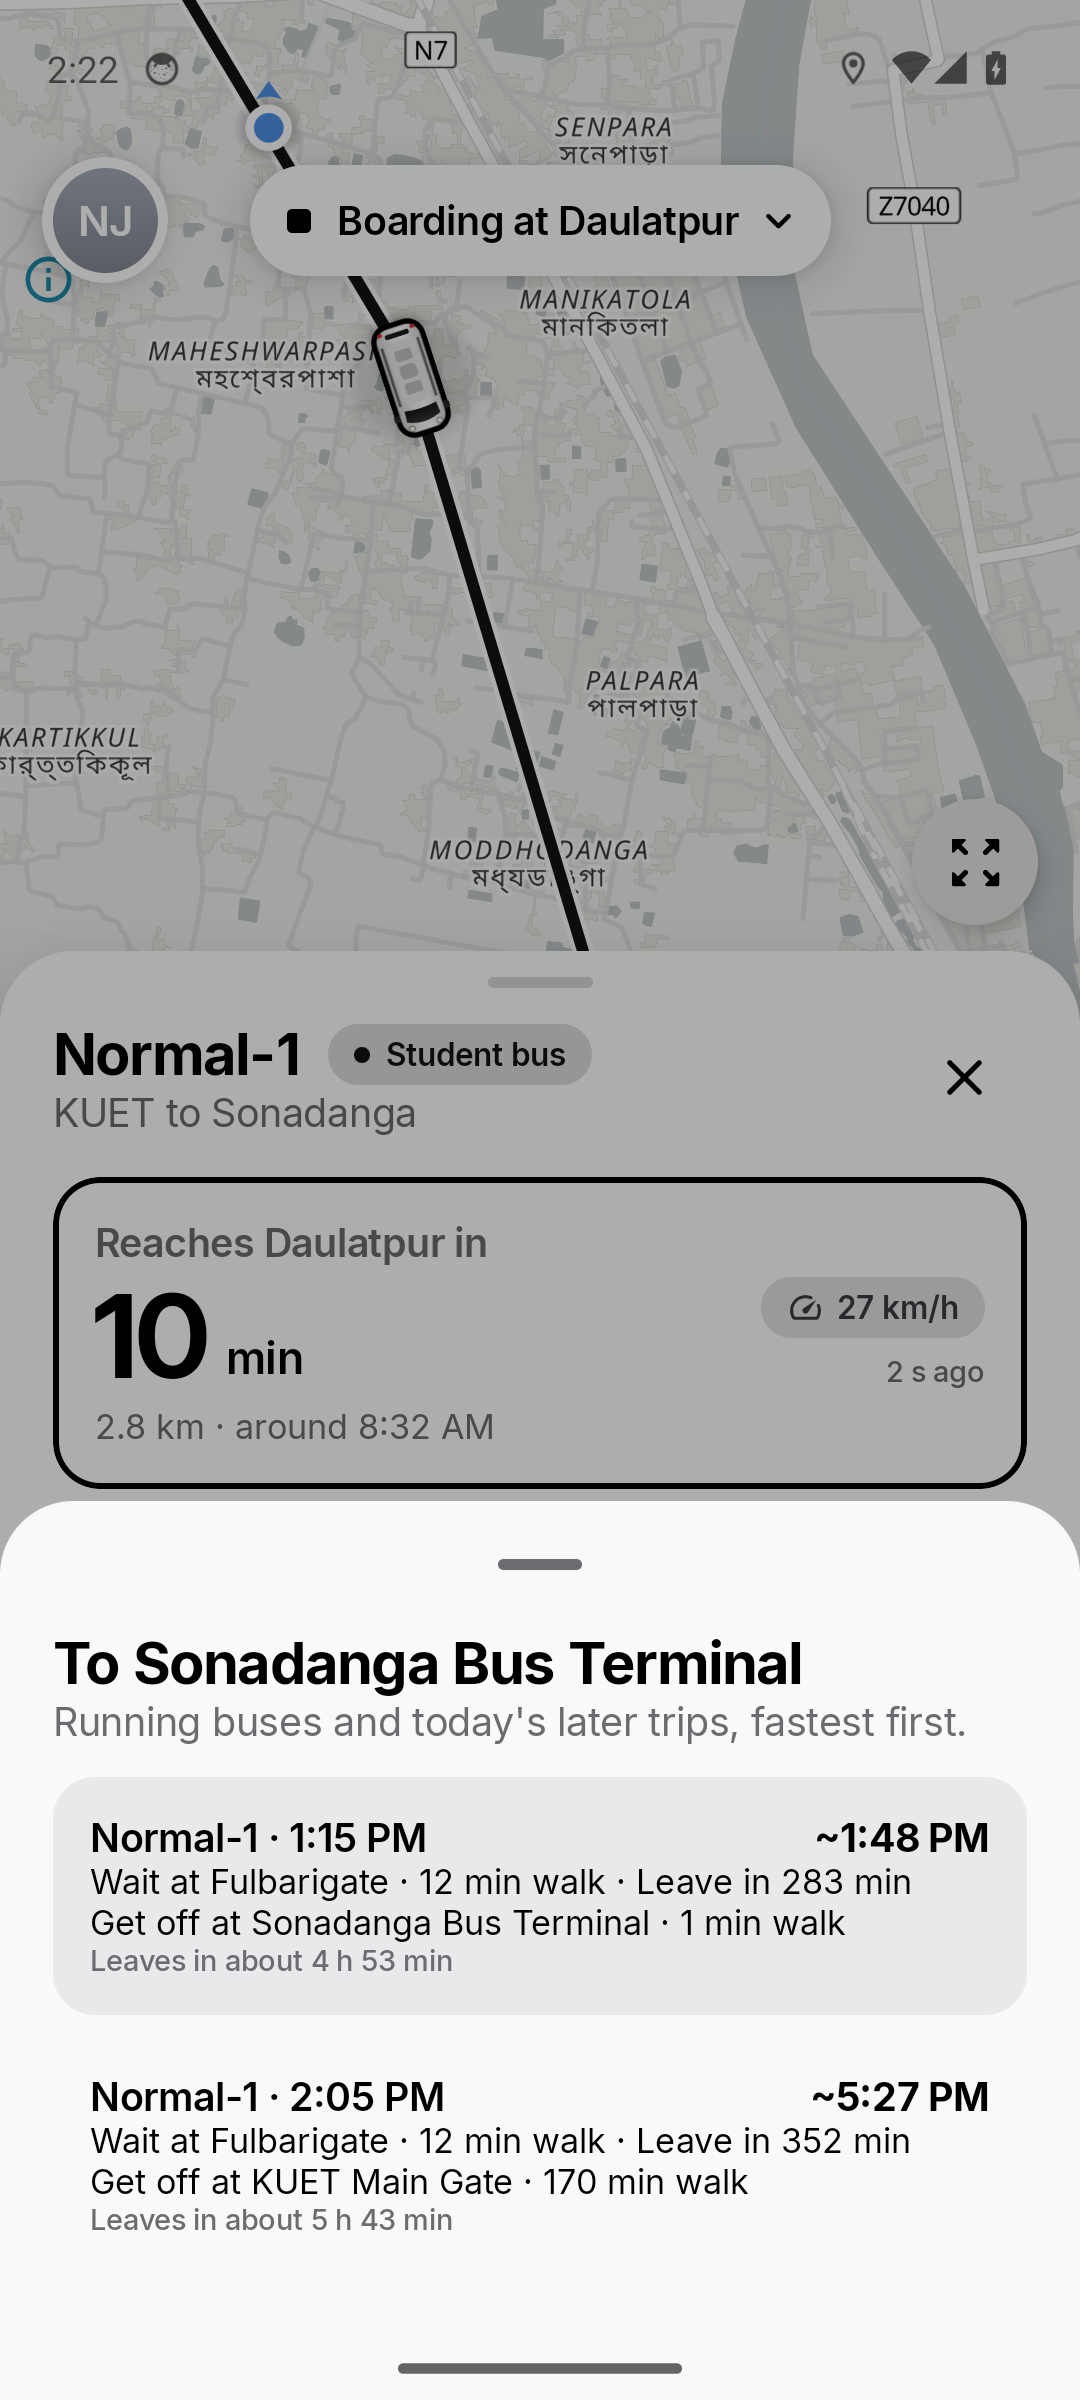 2:22
N7
SENPARA
সেনপাড়া
NJ
Boarding at Daulatpur
Z7040
MANIKATOLA
মানিকতলা
মহেশ্বরপাশা
PALPARA
পালপাড়া
KARTIKKUL
Normal-1
Student bus
KUET to Sonadanga
Reaches Daulatpur in
10 min
27 km/h
2 s ago
2.8 km · around 8:32 AM
To Sonadanga Bus Terminal
Running buses and today's later trips, fastest first.
Normal-1 · 1:15 PM
~1:48 PM
Wait at Fulbarigate · 12 min walk · Leave in 283 min
Get off at Sonadanga Bus Terminal · 1 min walk
Leaves in about 4 h 53 min
Normal-1 · 2:05 PM
~5:27 PM
Wait at Fulbarigate · 12 min walk · Leave in 352 min
Get off at KUET Main Gate · 170 min walk
Leaves in about 5 h 43 min